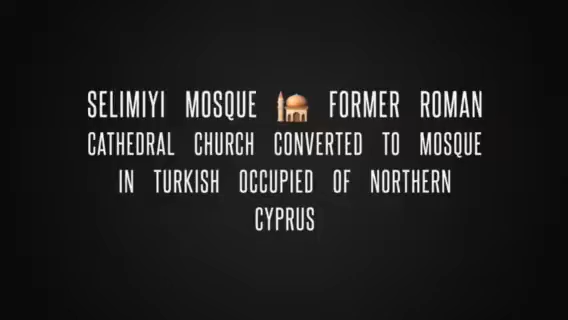 SELIMIYI MOSQUE 🕌 FORMER ROMAN
CATHEDRAL CHURCH CONVERTED TO MOSQUE
IN TURKISH OCCUPIED OF NORTHERN
CYPRUS